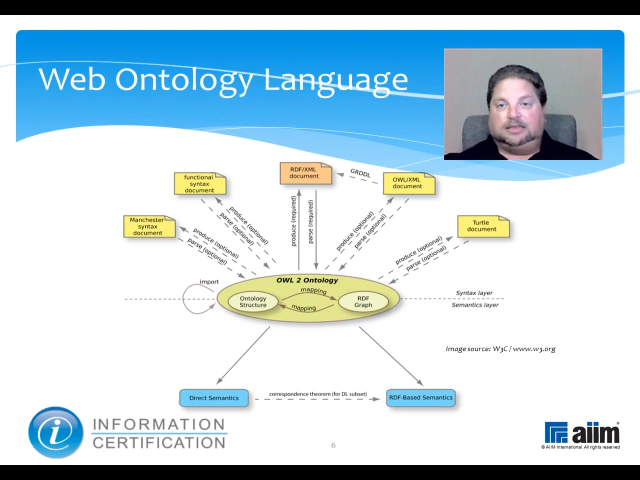 Web Ontology Language
functional
syntax
document
RDF/XML
document
GRDDL
OWL/XML
document
Manchester
syntax
document
Turtle
document
produce (optional)
parse (optional)
produce (optional)
parse (optional)
produce (required)
parse (required)
produce (optional)
parse (optional)
produce (optional)
parse (optional)
import
OWL 2 Ontology
mapping
Ontology
Structure
RDF
Graph
mapping
Syntax layer
Semantics layer
Image source: W3C / www.w3.org
Direct Semantics
correspondence theorem (for DL subset)
RDF-Based Semantics
i
INFORMATION
CERTIFICATION
6
aiim
© AIIM International. All rights reserved